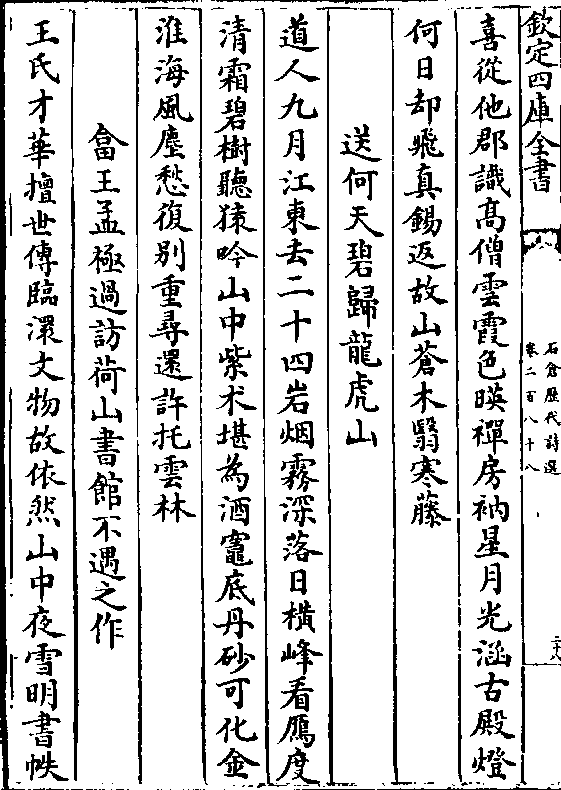 欽定四庫全書
石倉歴代詩選
卷二百八十八
喜從他郡識髙僧雲霞色暎禪房衲星月光涵古殿燈
何日却飛真錫返故山蒼木翳寒藤
送何天碧歸龍虎山
道人九月江東去二十四岩烟霧深落日横峰看鴈度
清霜碧樹聽猿吟山中紫术堪為酒竈底丹砂可化金
淮海風塵愁復別重尋還許托雲林
畣王孟極過訪荷山書館不遇之作
王氏才華擅世傳臨濠文物故依然山中夜雪明書帙